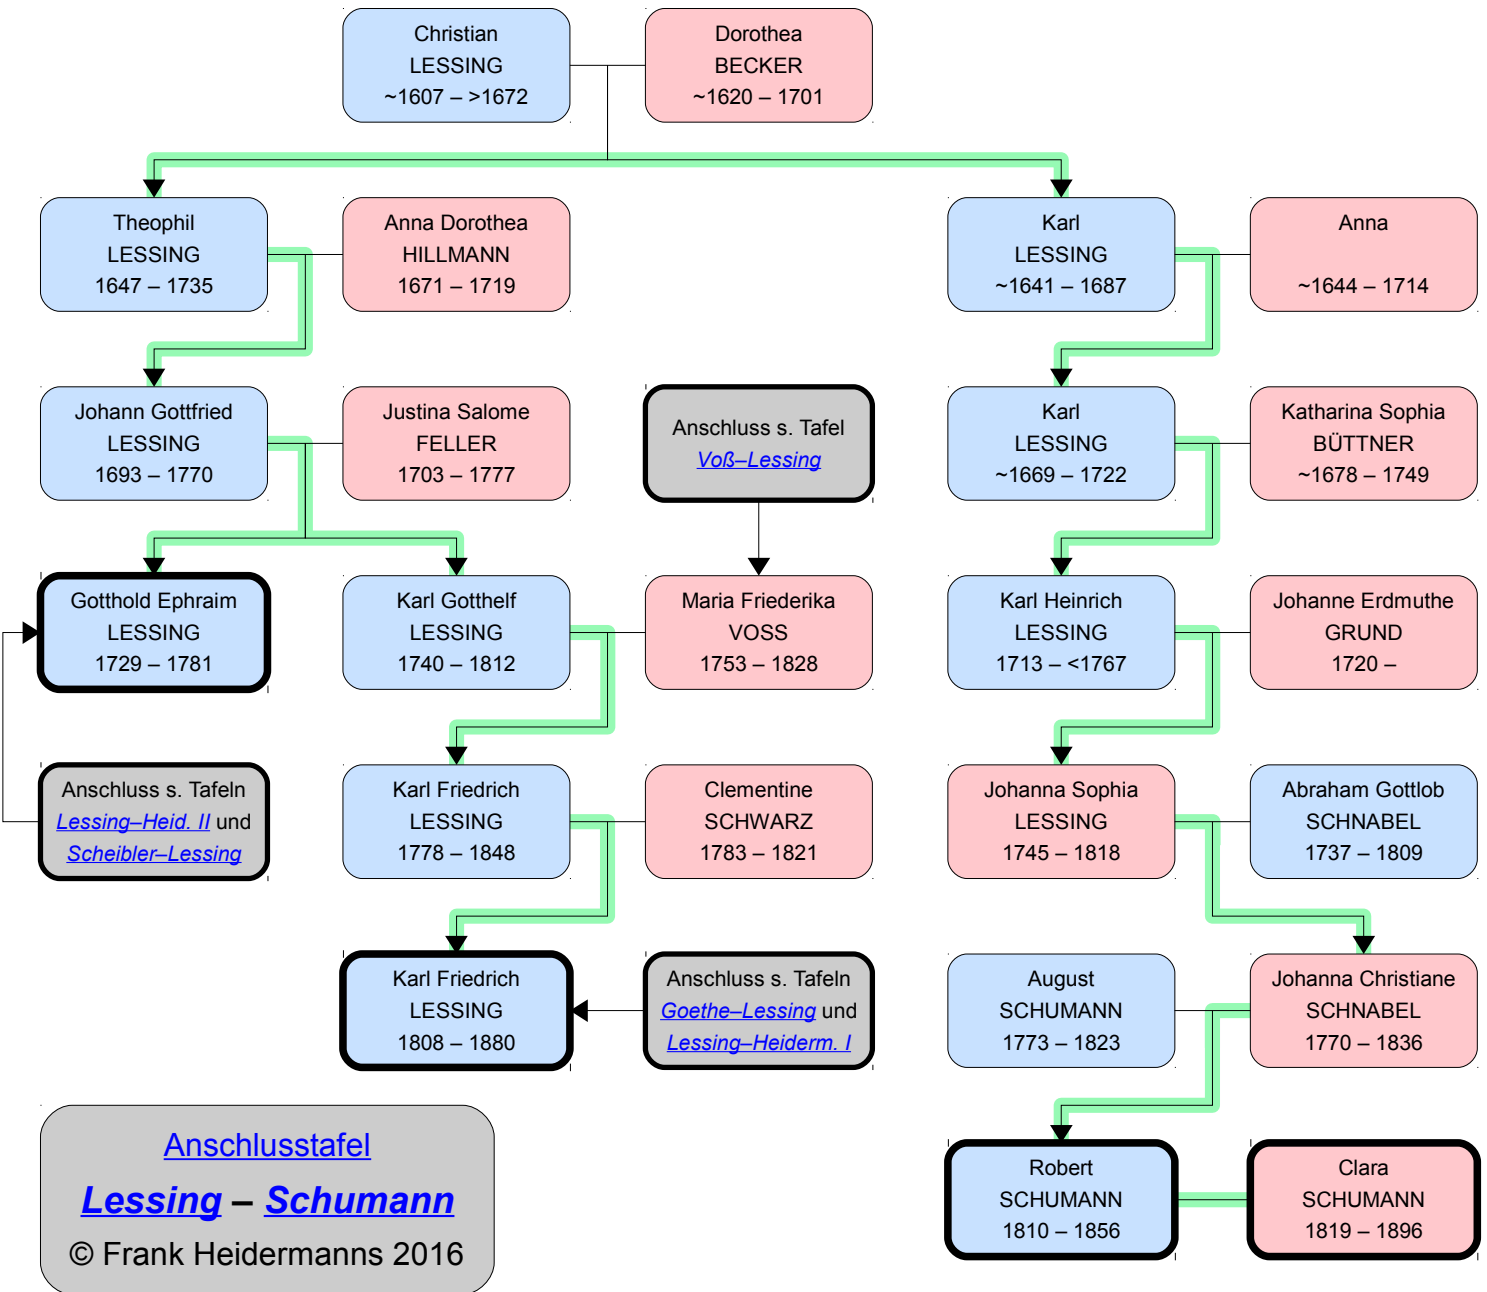 Christian
LESSING
~1607 – >1672
Dorothea
BECKER
~1620 – 1701
Theophil
LESSING
1647 – 1735
Anna Dorothea
HILLMANN
1671 – 1719
Karl
LESSING
~1641 – 1687
Anna
~1644 – 1714
Johann Gottfried
LESSING
1693 – 1770
Justina Salome
FELLER
1703 – 1777
Anschluss s. Tafel
Voß–Lessing
Karl
LESSING
~1669 – 1722
Katharina Sophia
BÜTTNER
~1678 – 1749
Gotthold Ephraim
LESSING
1729 – 1781
Karl Gotthelf
LESSING
1740 – 1812
Maria Friederika
VOSS
1753 – 1828
Karl Heinrich
LESSING
1713 – <1767
Johanne Erdmuthe
GRUND
1720 –
Anschluss s. Tafeln
Lessing–Heid. II und
Scheibler–Lessing
Karl Friedrich
LESSING
1778 – 1848
Clementine
SCHWARZ
1783 – 1821
Johanna Sophia
LESSING
1745 – 1818
Abraham Gottlob
SCHNABEL
1737 – 1809
Karl Friedrich
LESSING
1808 – 1880
Anschluss s. Tafeln
Goethe–Lessing und
Lessing–Heiderm. I
August
SCHUMANN
1773 – 1823
Johanna Christiane
SCHNABEL
1770 – 1836
Anschlusstafel
Lessing – Schumann
© Frank Heidermanns 2016
Robert
SCHUMANN
1810 – 1856
Clara
SCHUMANN
1819 – 1896